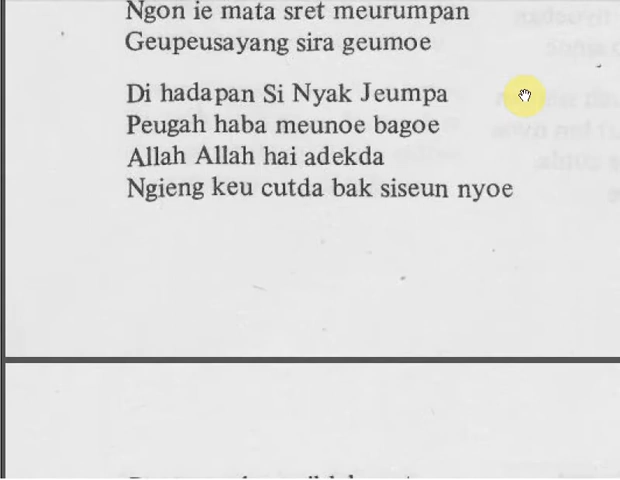 Ngon ie mata sret meurumpan
Geupeusayang sira geumoe
Di hadapan Si Nyak Jeumpa
Peugah haba meunoe bagoe
Allah Allah hai adekda
Ngieng keu cutda bak siseun nyoe